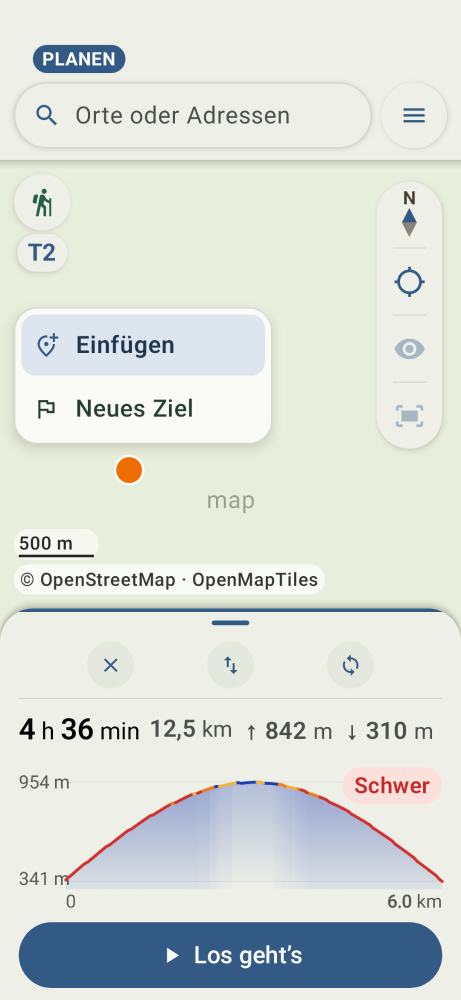 PLANEN
Orte oder Adressen
N
T2
Einfügen
Neues Ziel
map
500 m
© OpenStreetMap · OpenMapTiles
4 h 36 min 12,5 km ↑ 842 m ↓ 310 m
954 m
Schwer
341 m
0 6.0 km
Los geht’s